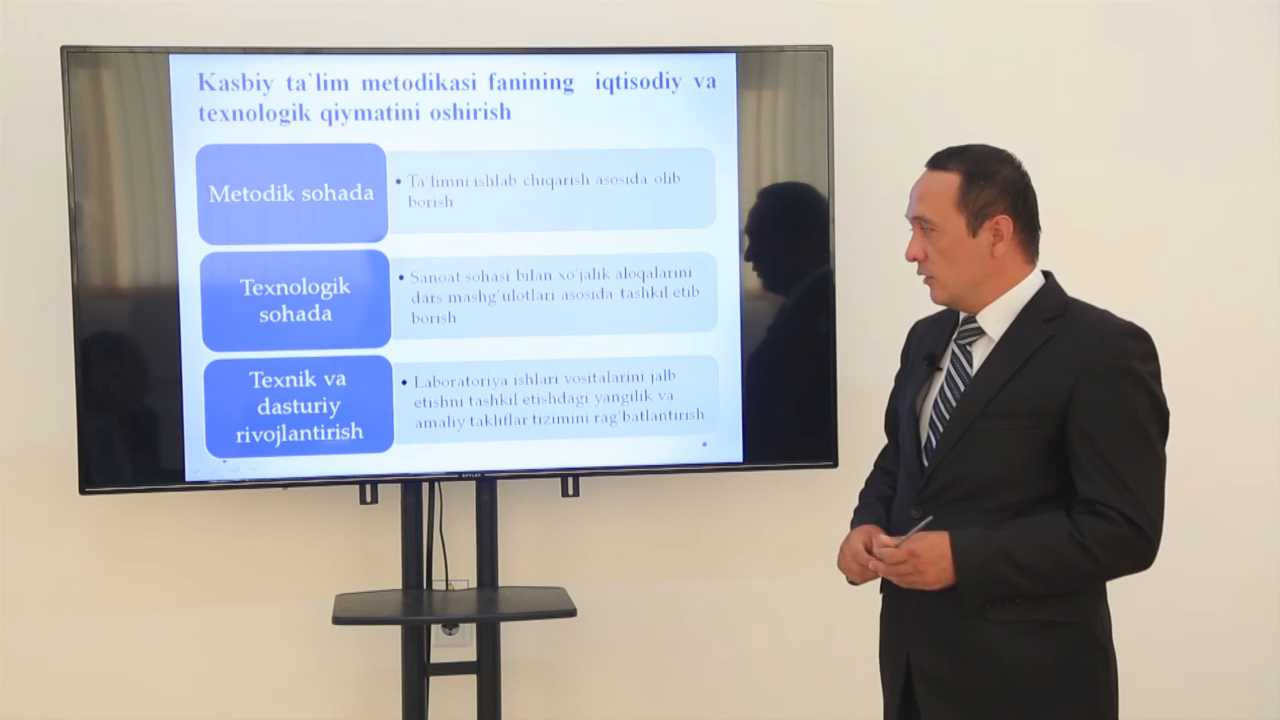 Kasbiy ta`lim metodikasi fanining iqtisodiy va
texnologik qiymatini oshirish
Metodik sohada
• Ta'limni ishlab chiqarish asosida olib
borish
Texnologik
sohada
• Sanoat sohasi bilan xo'jalik aloqalarini
dars mashg'ulotlari asosida tashkil etib
borish
Texnik va
dasturiy
rivojlantirish
• Laboratoriya ishlari vositalarini jalb
etishni tashkil etishdagi yangilik va
amaliy takliflar tizimini rag'batlantirish